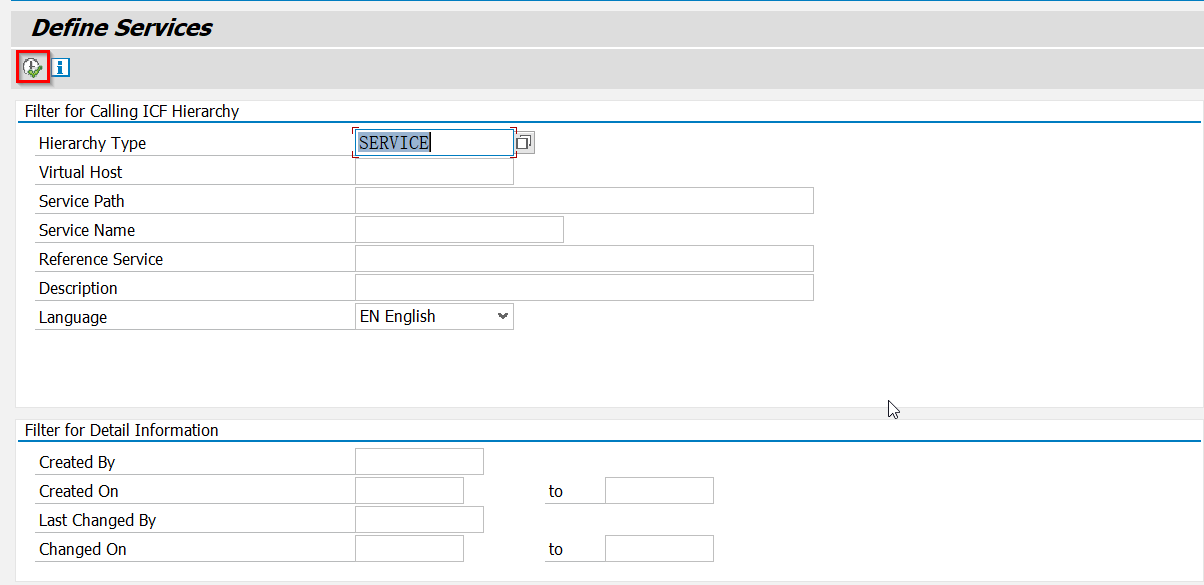 Define Services
Filter for Calling ICF Hierarchy
Hierarchy Type SERVICE
Virtual Host
Service Path
Service Name
Reference Service
Description
Language EN English
Filter for Detail Information
Created By
Created On to
Last Changed By
Changed On to